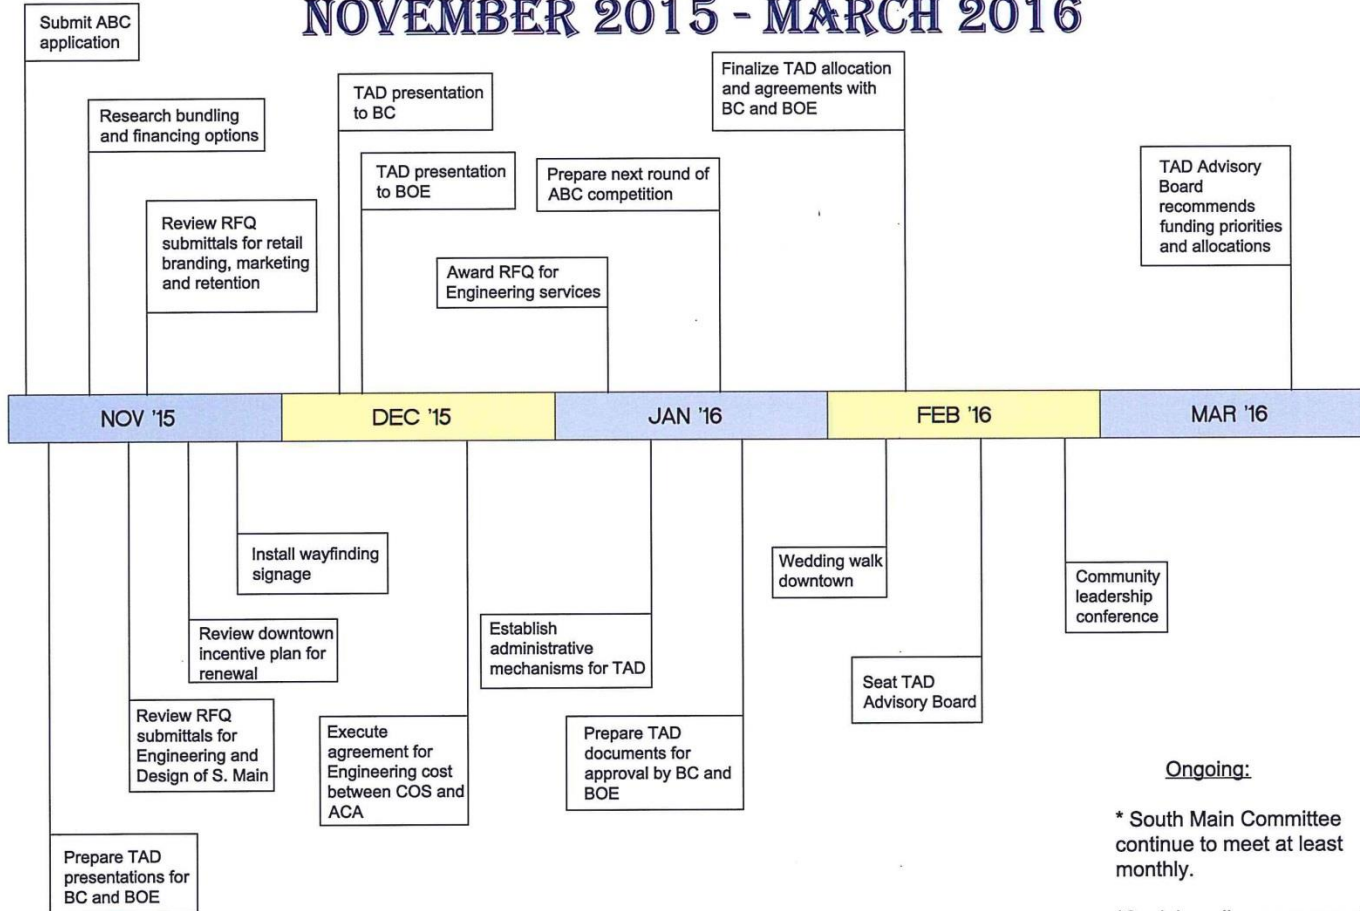 NOVEMBER 2015 - MARCH 2016
Submit ABC
application
Research bundling
and financing options
Review RFQ
submittals for retail
branding, marketing
and retention
TAD presentation
to BC
TAD presentation
to BOE
Prepare next round of
ABC competition
Award RFQ for
Engineering services
Finalize TAD allocation
and agreements with
BC and BOE
TAD Advisory
Board
recommends
funding priorities
and allocations
NOV '15
DEC '15
JAN '16
FEB '16
MAR '16
Install wayfinding
signage
Review downtown
incentive plan for
renewal
Review RFQ
submittals for
Engineering and
Design of S. Main
Prepare TAD
presentations for
BC and BOE
Execute
agreement for
Engineering cost
between COS and
ACA
Establish
administrative
mechanisms for TAD
Prepare TAD
documents for
approval by BC and
BOE
Wedding walk
downtown
Seat TAD
Advisory Board
Community
leadership
conference
Ongoing:
* South Main Committee
continue to meet at least
monthly.